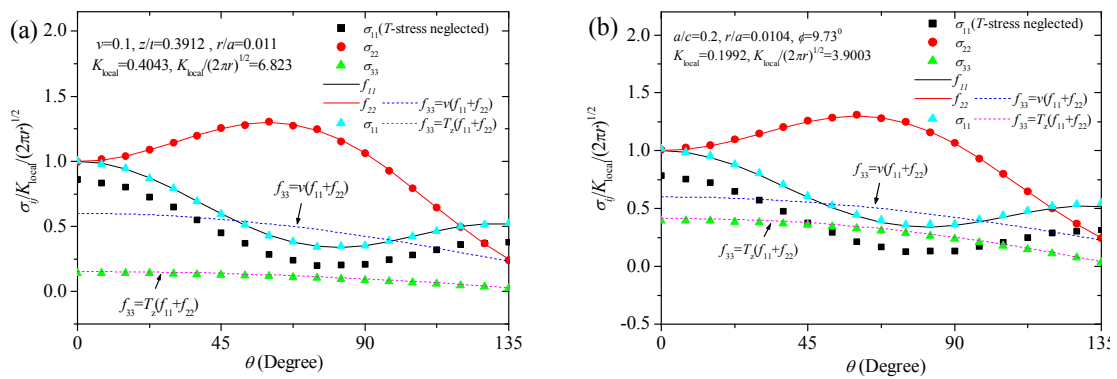 (a)
v=0.1, z/t=0.3912 , r/a=0.011
K_local=0.4043, K_local/(2πr)^1/2=6.823
σ11(T-stress neglected)
σ22
σ33
f11
f22 f33=v(f11+f22)
σ11 f33=Tz(f11+f22)
f33=v(f11+f22)
f33=Tz(f11+f22)
σij/K_local/(2πr)^1/2
2.0
1.5
1.0
0.5
0.0
0 45 90 135
θ (Degree)
(b)
a/c=0.2, r/a=0.0104, ϕ=9.73^0
K_local=0.1992, K_local/(2πr)^1/2=3.9003
σ11(T-stress neglected)
σ22
σ33
f11
f22 f33=v(f11+f22)
σ11 f33=Tz(f11+f22)
f33=v(f11+f22)
f33=Tz(f11+f22)
σij/K_local/(2πr)^1/2
2.0
1.5
1.0
0.5
0.0
-0.5
0 45 90 135
θ (Degree)